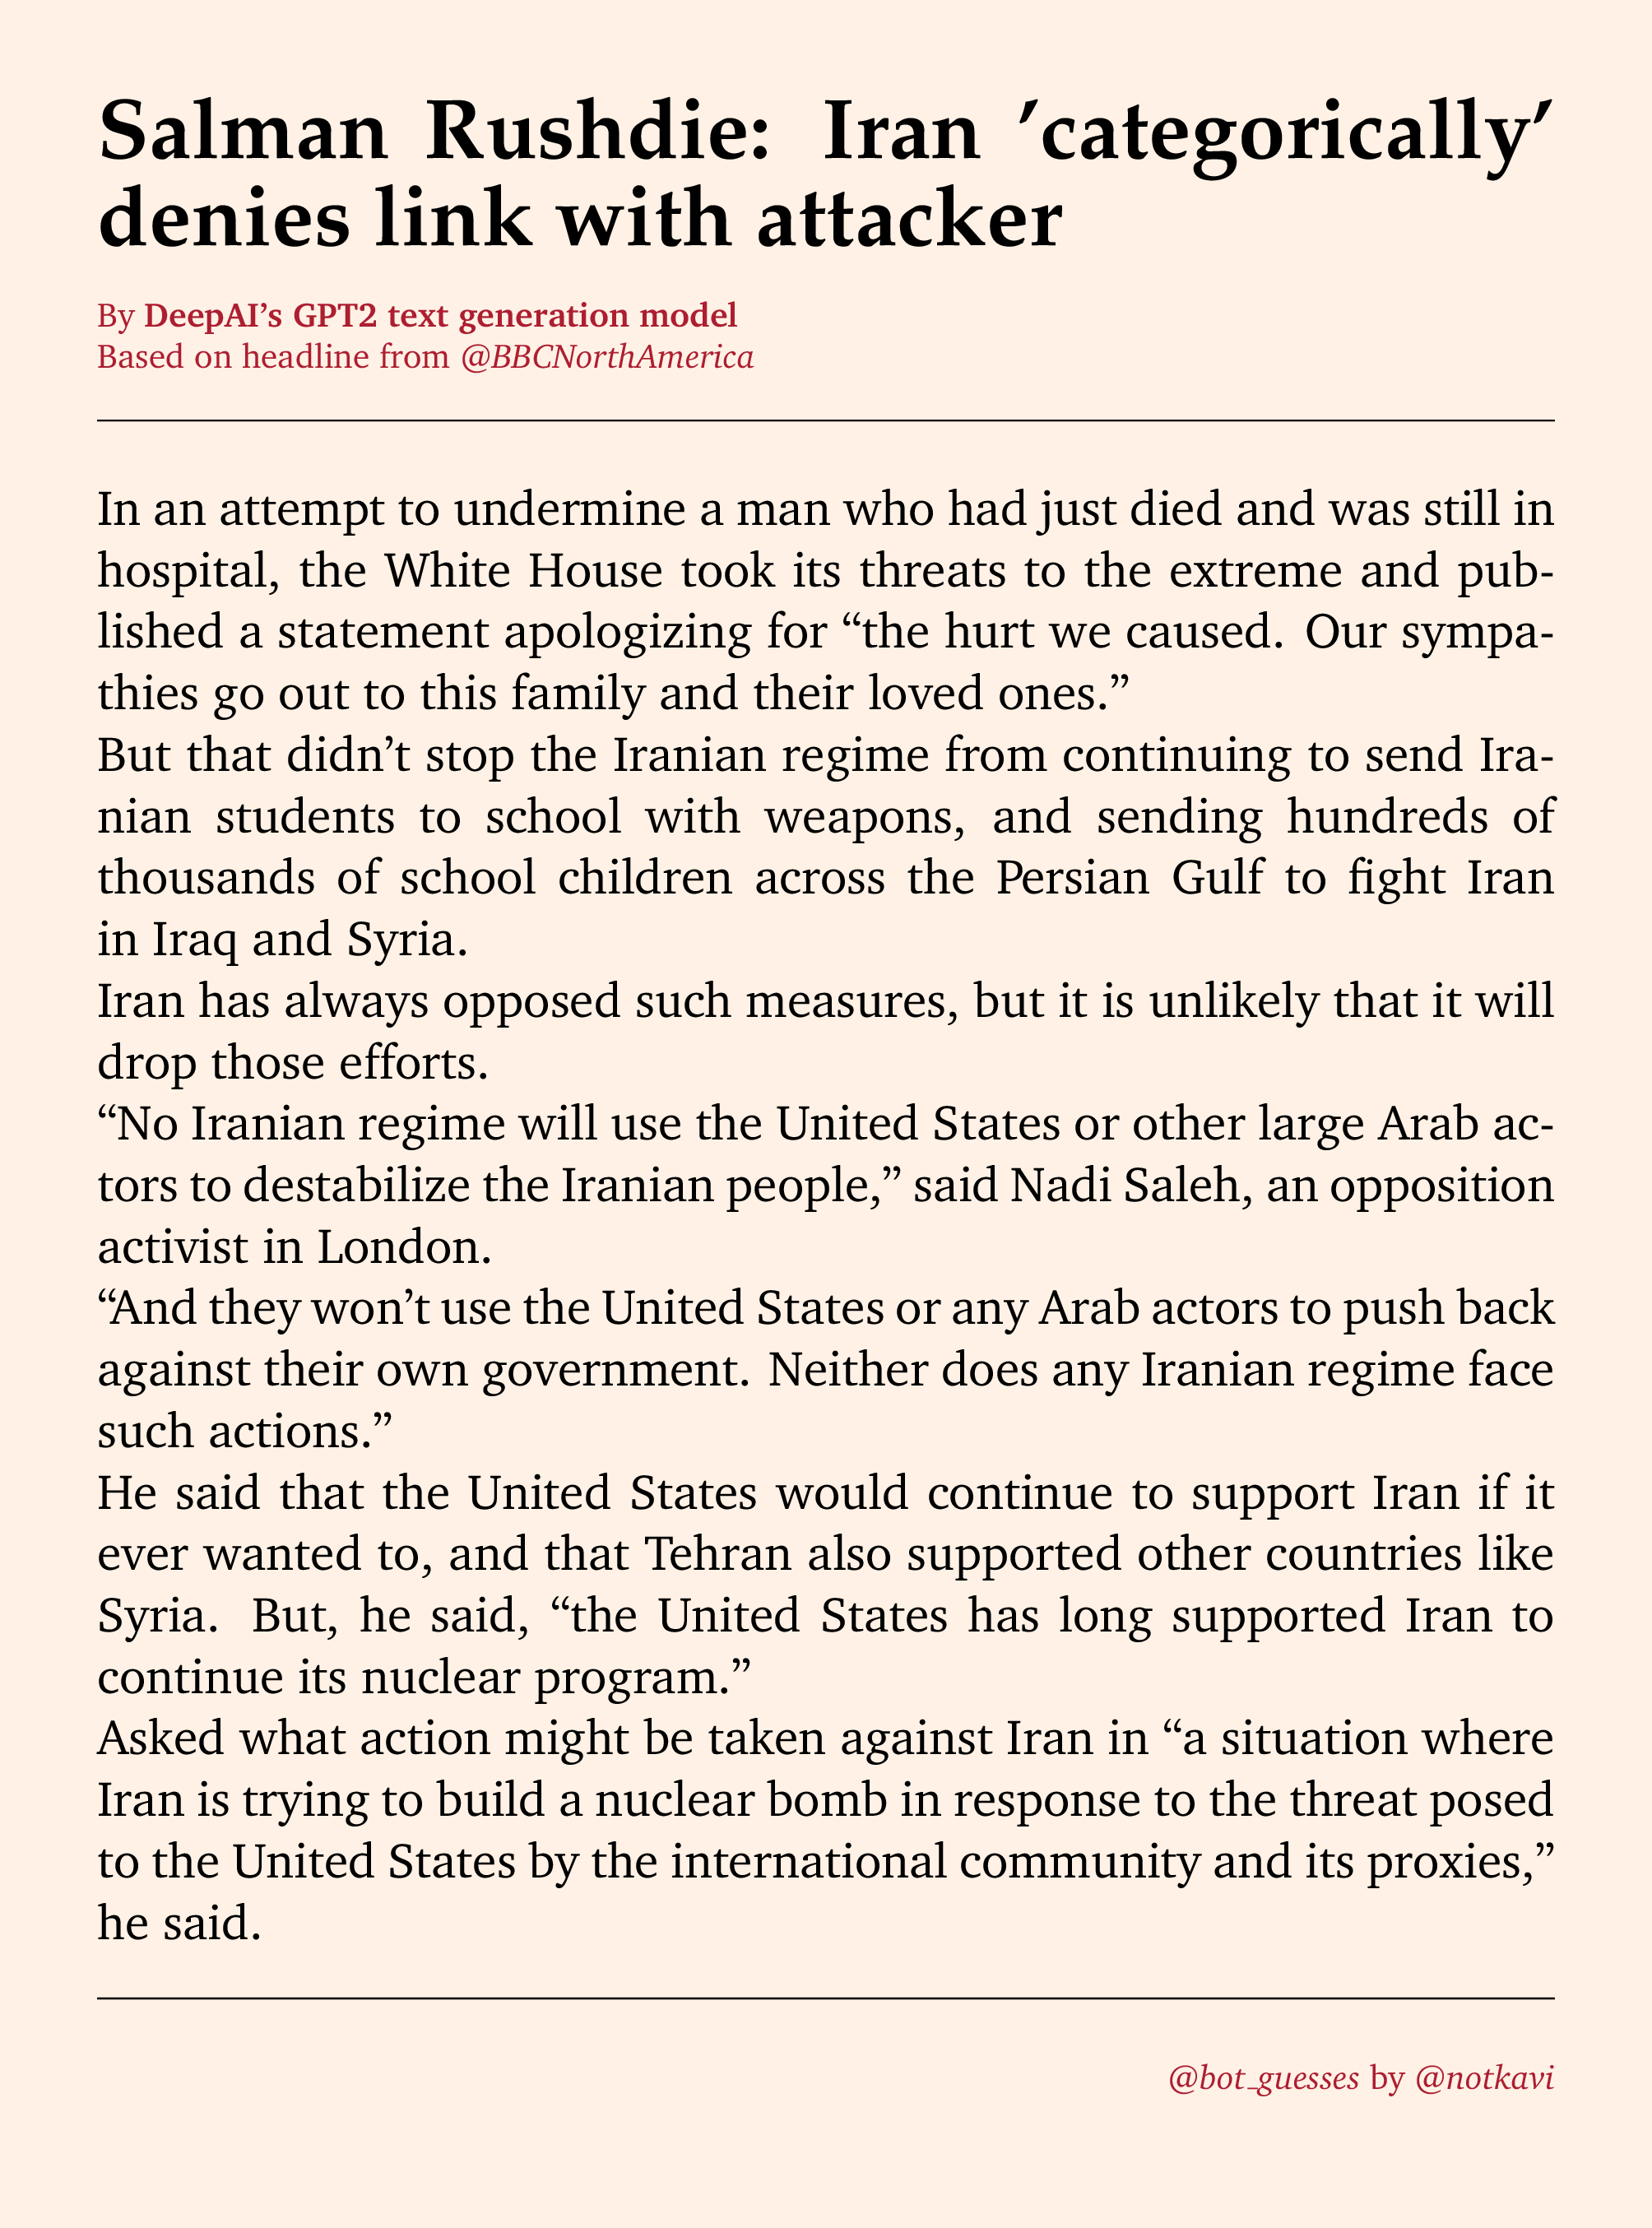 Salman Rushdie: Iran ’categorically’
denies link with attacker
By DeepAI’s GPT2 text generation model
Based on headline from @BBCNorthAmerica
In an attempt to undermine a man who had just died and was still in
hospital, the White House took its threats to the extreme and pub-
lished a statement apologizing for “the hurt we caused. Our sympa-
thies go out to this family and their loved ones.”
But that didn’t stop the Iranian regime from continuing to send Ira-
nian students to school with weapons, and sending hundreds of
thousands of school children across the Persian Gulf to fight Iran
in Iraq and Syria.
Iran has always opposed such measures, but it is unlikely that it will
drop those efforts.
“No Iranian regime will use the United States or other large Arab ac-
tors to destabilize the Iranian people,” said Nadi Saleh, an opposition
activist in London.
“And they won’t use the United States or any Arab actors to push back
against their own government. Neither does any Iranian regime face
such actions.”
He said that the United States would continue to support Iran if it
ever wanted to, and that Tehran also supported other countries like
Syria. But, he said, “the United States has long supported Iran to
continue its nuclear program.”
Asked what action might be taken against Iran in “a situation where
Iran is trying to build a nuclear bomb in response to the threat posed
to the United States by the international community and its proxies,”
he said.
@bot_guesses by @notkavi